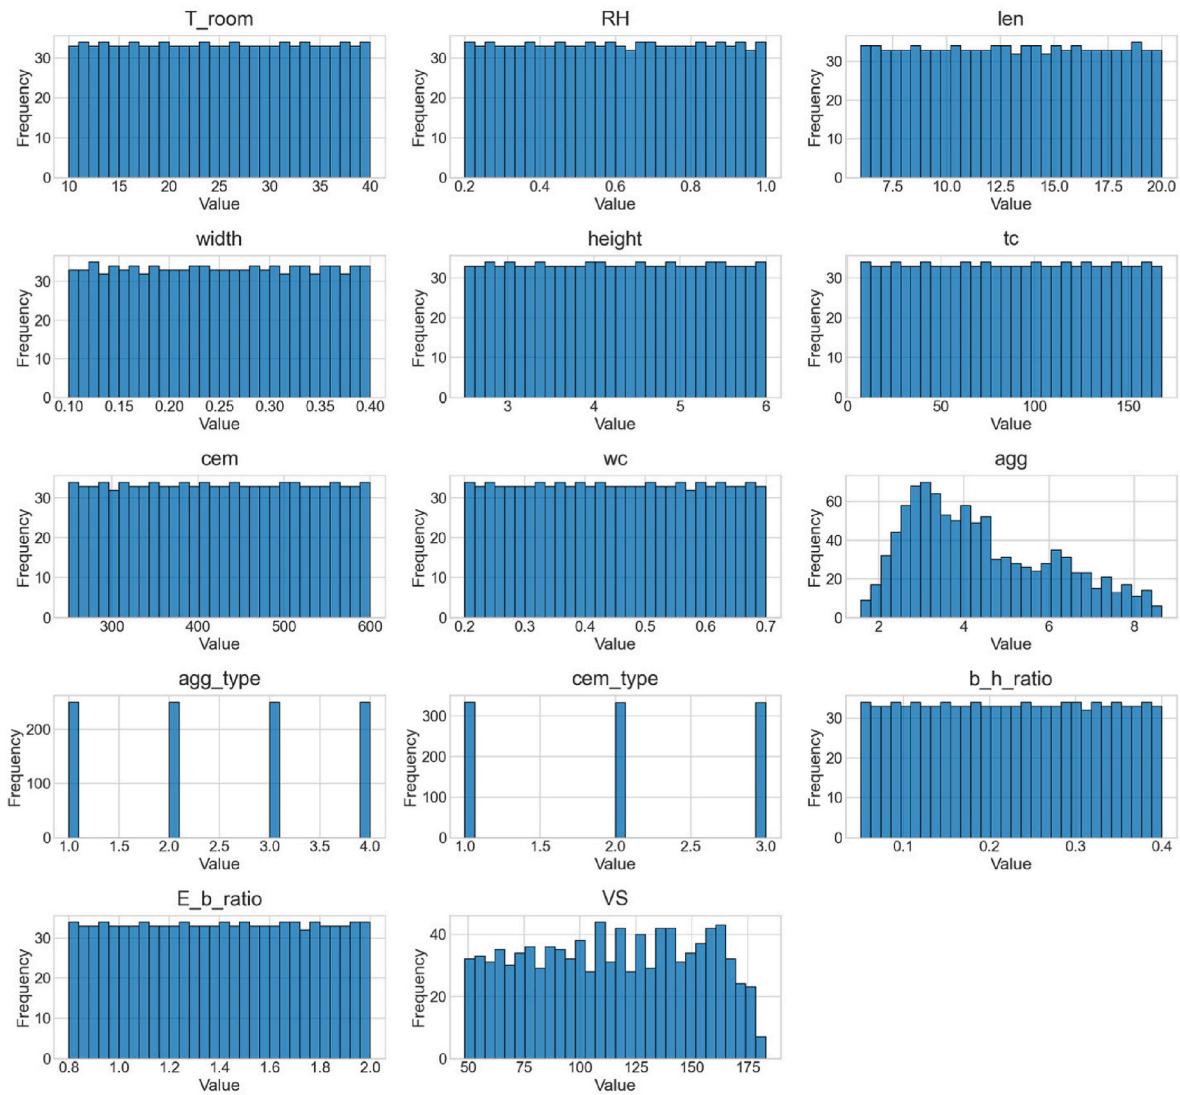 T_room
RH
len
Frequency
30
20
10
0
10 15 20 25 30 35 40
Value
Frequency
30
20
10
0
0.2 0.4 0.6 0.8 1.0
Value
Frequency
30
20
10
0
7.5 10.0 12.5 15.0 17.5 20.0
Value
width
height
tc
Frequency
30
20
10
0
0.10 0.15 0.20 0.25 0.30 0.35 0.40
Value
Frequency
30
20
10
0
3 4 5 6
Value
Frequency
30
20
10
0
0 50 100 150
Value
cem
wc
agg
Frequency
30
20
10
0
300 400 500 600
Value
Frequency
30
20
10
0
0.2 0.3 0.4 0.5 0.6 0.7
Value
Frequency
60
40
20
0
2 4 6 8
Value
agg_type
cem_type
b_h_ratio
Frequency
200
100
0
1.0 1.5 2.0 2.5 3.0 3.5 4.0
Value
Frequency
300
200
100
0
1.0 1.5 2.0 2.5 3.0
Value
Frequency
30
20
10
0
0.1 0.2 0.3 0.4
Value
E_b_ratio
VS
Frequency
30
20
10
0
0.8 1.0 1.2 1.4 1.6 1.8 2.0
Value
Frequency
40
20
0
50 75 100 125 150 175
Value